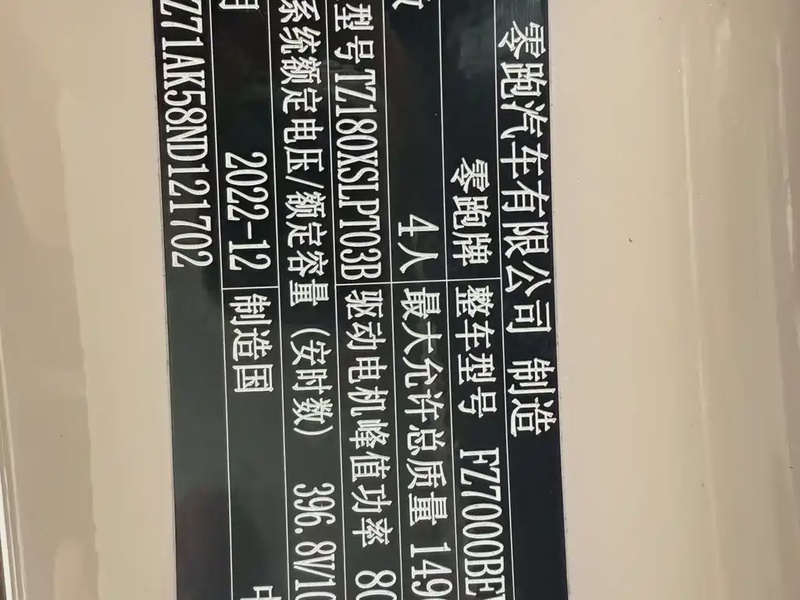 零跑汽车有限公司 制造
零跑牌 整车型号 FZ7000BEV
数 4人 最大允许总质量 149
型号 TZ180XSLPT03B 驱动电机峰值功率 80
系统额定电压/额定容量(安时数) 396.8V/10
月 2022-12 制造国 中
Z71AK58ND121702